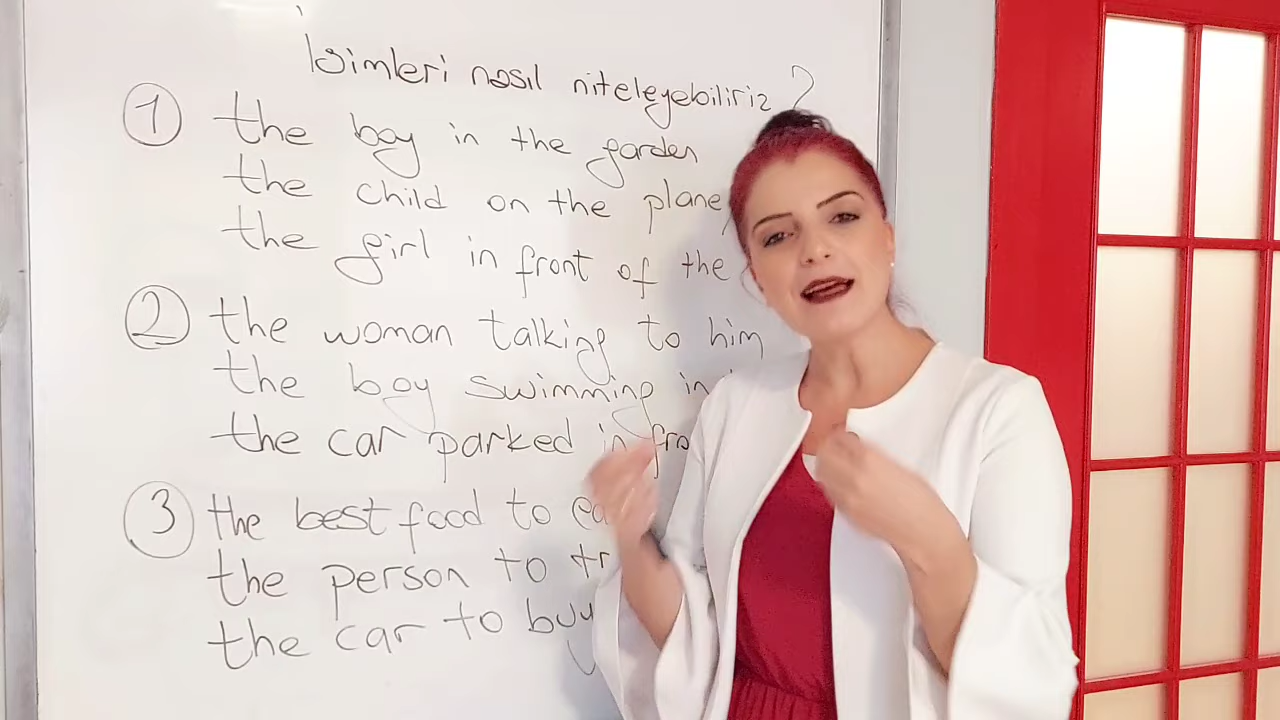 İsimleri nasıl niteleyebiliriz ?
1 the boy in the garden
the child on the plane
the girl in front of the
2 the woman talking to him
the boy swimming in
the car parked in
3 the best food to
the person to
the car to buy